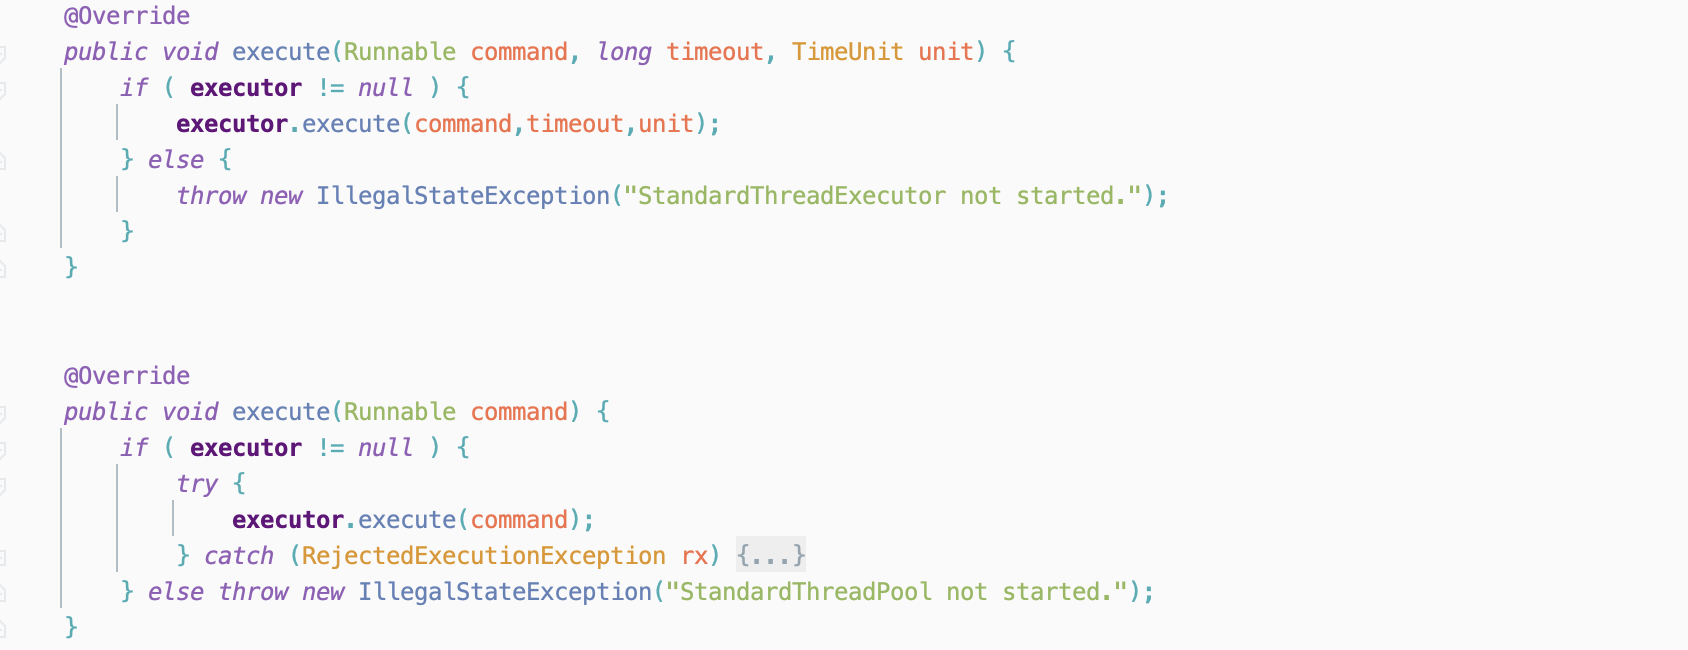 @Override
public void execute(Runnable command, long timeout, TimeUnit unit) {
if ( executor != null ) {
executor.execute(command,timeout,unit);
} else {
throw new IllegalStateException("StandardThreadExecutor not started.");
}
}
@Override
public void execute(Runnable command) {
if ( executor != null ) {
try {
executor.execute(command);
} catch (RejectedExecutionException rx) {...}
} else throw new IllegalStateException("StandardThreadPool not started.");
}